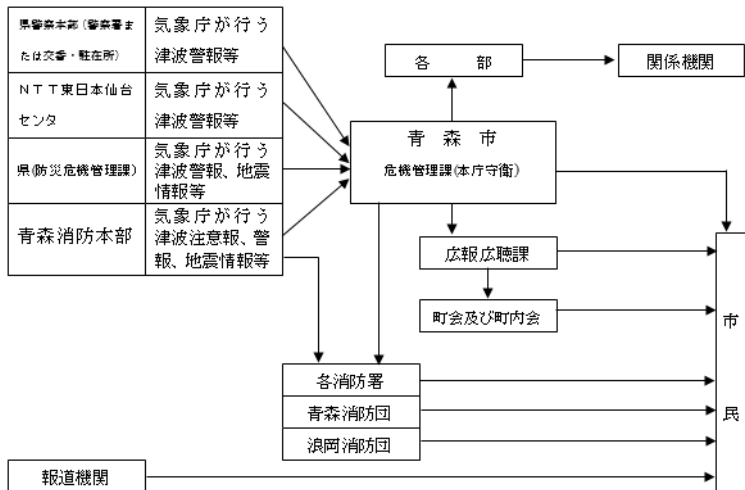 県警察本部（警察署ま
たは交番・駐在所）
気象庁が行う
津波警報等
ＮＴＴ東日本仙台
センタ
気象庁が行う
津波警報等
県(防災危機管理課)
気象庁が行う
津波警報、地震
情報等
青森消防本部
気象庁が行う
津波注意報、警
報、地震情報等
各　　部
関係機関
青　森　市
危機管理課(本庁守衛)
広報広聴課
町会及び町内会
市
民
各消防署
青森消防団
浪岡消防団
報道機関